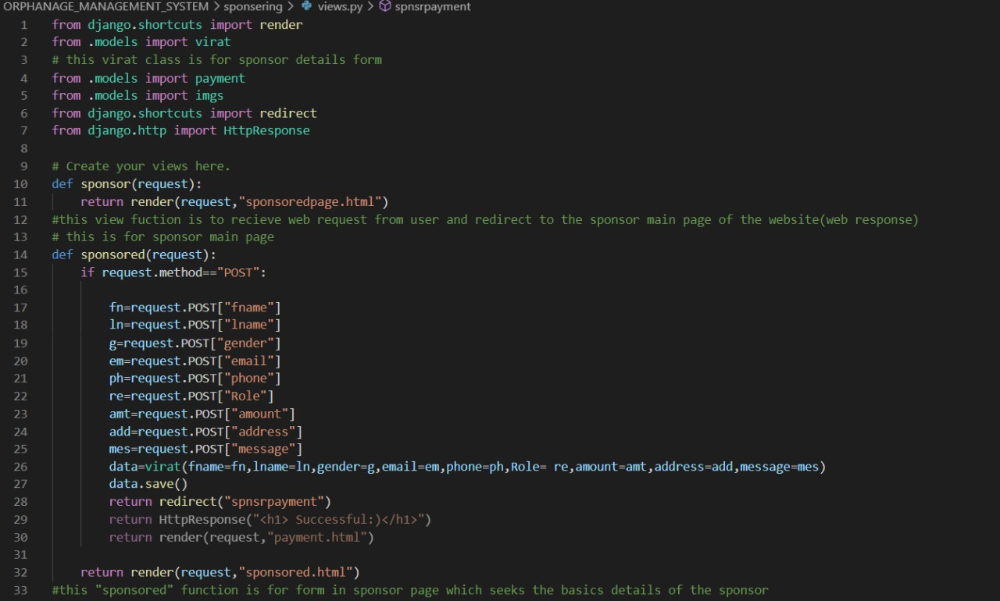 ORPHANAGE_MANAGEMENT_SYSTEM > sponsering > views.py > spnsrpayment
1 from django.shortcuts import render
2 from .models import virat
3 # this virat class is for sponsor details form
4 from .models import payment
5 from .models import imgs
6 from django.shortcuts import redirect
7 from django.http import HttpResponse
8
9 # Create your views here.
10 def sponsor(request):
11     return render(request,"sponsoredpage.html")
12 #this view fuction is to recieve web request from user and redirect to the sponsor main page of the website(web response)
13 # this is for sponsor main page
14 def sponsored(request):
15     if request.method=="POST":
16
17         fn=request.POST["fname"]
18         ln=request.POST["lname"]
19         g=request.POST["gender"]
20         em=request.POST["email"]
21         ph=request.POST["phone"]
22         re=request.POST["Role"]
23         amt=request.POST["amount"]
24         add=request.POST["address"]
25         mes=request.POST["message"]
26         data=virat(fname=fn,lname=ln,gender=g,email=em,phone=ph,Role= re,amount=amt,address=add,message=mes)
27         data.save()
28         return redirect("spnsrpayment")
29         return HttpResponse("<h1> Successful:)</h1>")
30         return render(request,"payment.html")
31
32     return render(request,"sponsored.html")
33 #this "sponsored" function is for form in sponsor page which seeks the basics details of the sponsor